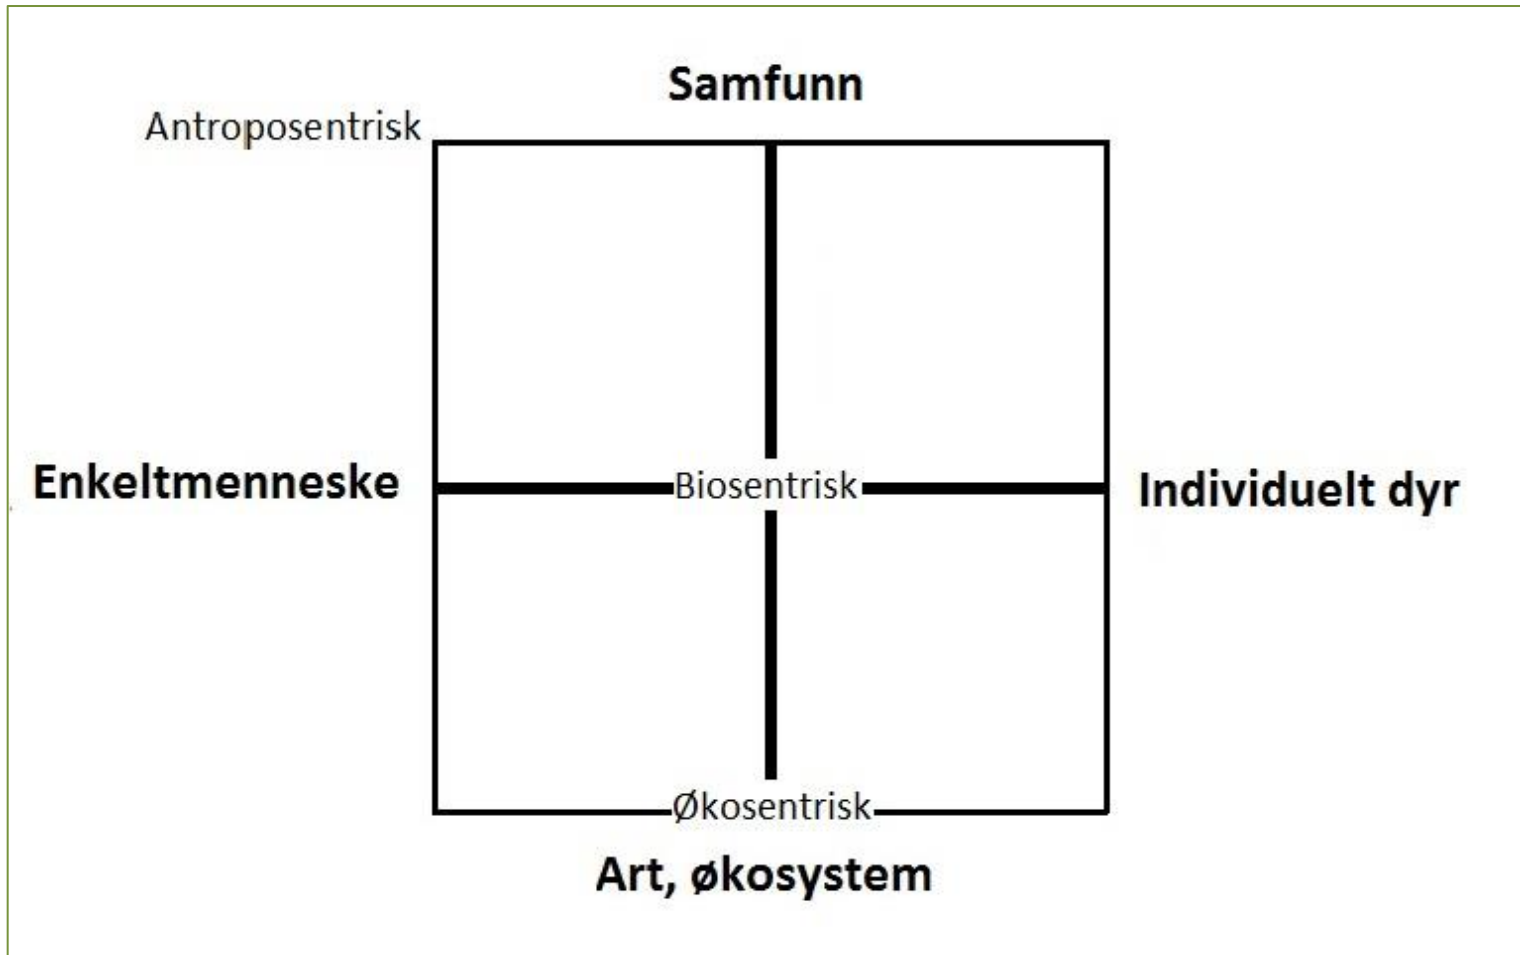 Samfunn
Antroposentrisk
Enkeltmenneske
Biosentrisk
Individuelt dyr
Økosentrisk
Art, økosystem